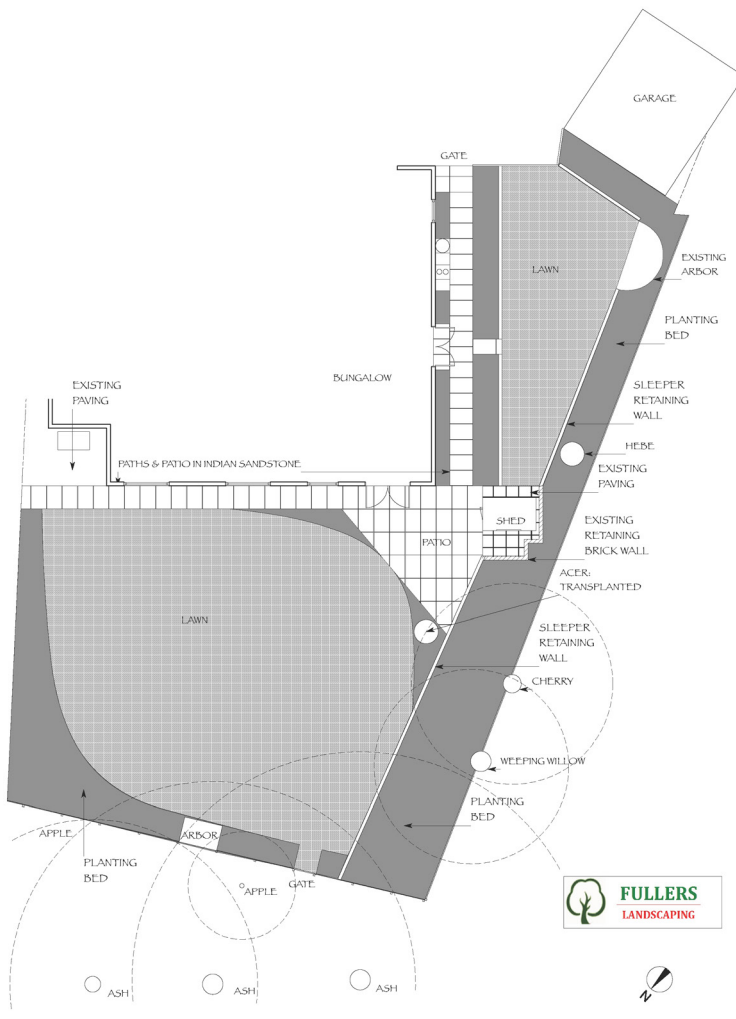 GARAGE
GATE
EXISTING
ARBOR
LAWN
PLANTING
BED
BUNGALOW
SLEEPER
RETAINING
WALL
EXISTING
PAVING
HEBE
PATHS & PATIO IN INDIAN SANDSTONE
EXISTING
PAVING
SHED
EXISTING
RETAINING
BRICK WALL
PATIO
ACER:
TRANSPLANTED
LAWN
SLEEPER
RETAINING
WALL
CHERRY
WEEPING WILLOW
PLANTING
BED
APPLE
ARBOR
PLANTING
BED
GATE
APPLE
FULLERS
LANDSCAPING
ASH
ASH
ASH
N